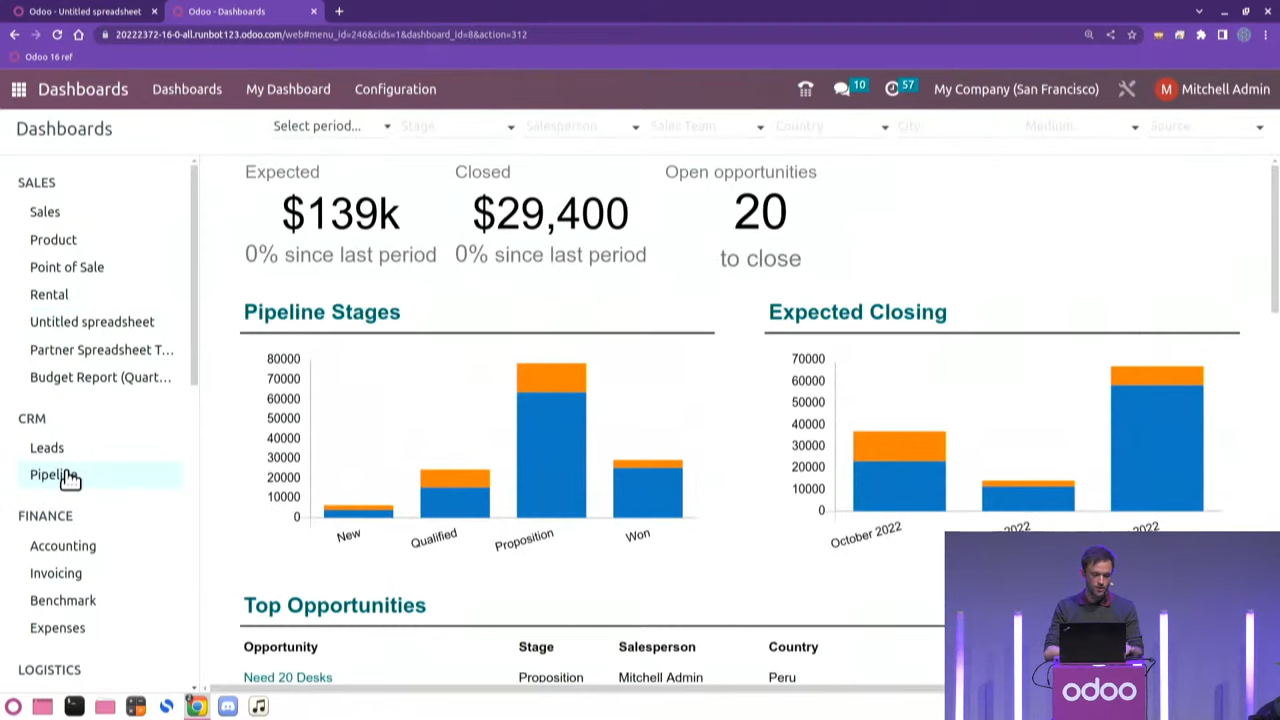 Odoo - Untitled spreadsheet
Odoo - Dashboards
20222372-16-0-all.runbot123.odoo.com/web#menu_id=246&cids=1&dashboard_id=8&action=312
Odoo 16 ref
Dashboards Dashboards My Dashboard Configuration 10 57 My Company (San Francisco) M Mitchell Admin
Dashboards Select period... Stage Salesperson Sales Team Country City Medium Source
SALES
Sales
Product
Point of Sale
Rental
Untitled spreadsheet
Partner Spreadsheet T...
Budget Report (Quart...
CRM
Leads
Pipeline
FINANCE
Accounting
Invoicing
Benchmark
Expenses
LOGISTICS
Expected Closed Open opportunities
$139k $29,400 20
0% since last period 0% since last period to close
Pipeline Stages
80000
70000
60000
50000
40000
30000
20000
10000
0
New Qualified Proposition Won
Expected Closing
70000
60000
50000
40000
30000
20000
10000
0
October 2022 2022 2022
Top Opportunities
Opportunity Stage Salesperson Country
Need 20 Desks Proposition Mitchell Admin Peru
odoo